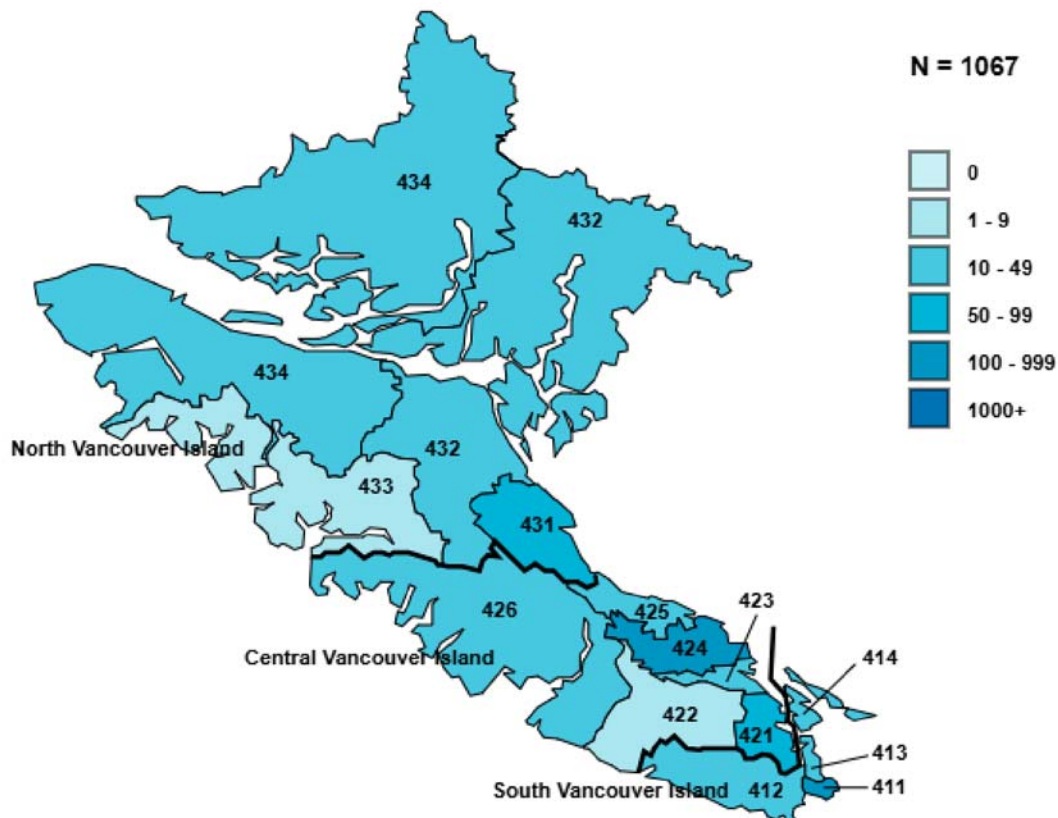 N = 1067
0
1 - 9
10 - 49
50 - 99
100 - 999
1000+
434
432
434
North Vancouver Island
432
433
431
426
425
423
424
414
Central Vancouver Island
422
421
413
South Vancouver Island
412
411